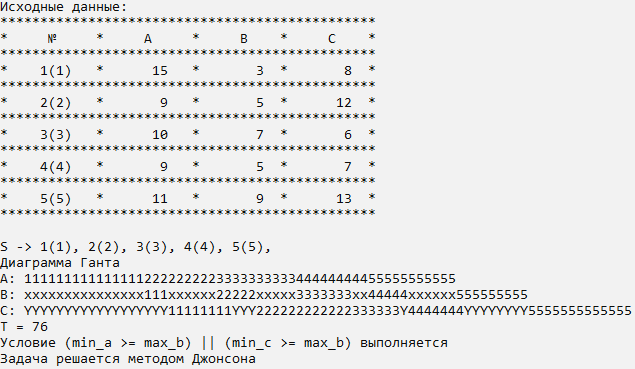 Исходные данные:
***********************************************
*     №     *     A     *     B     *    C    *
***********************************************
*    1(1)   *       15  *       3   *      8  *
***********************************************
*    2(2)   *        9  *       5   *     12  *
***********************************************
*    3(3)   *       10  *       7   *      6  *
***********************************************
*    4(4)   *        9  *       5   *      7  *
***********************************************
*    5(5)   *       11  *       9   *     13  *
***********************************************
S -> 1(1), 2(2), 3(3), 4(4), 5(5),
Диаграмма Ганта
A: 111111111111111222222222333333333344444444455555555555
B: xxxxxxxxxxxxxxx111xxxxxx22222xxxxx3333333xx44444xxxxxx555555555
C: YYYYYYYYYYYYYYYYYY11111111YYY222222222222333333Y4444444YYYYYYYY5555555555555
T = 76
Условие (min_a >= max_b) || (min_c >= max_b) выполняется
Задача решается методом Джонсона